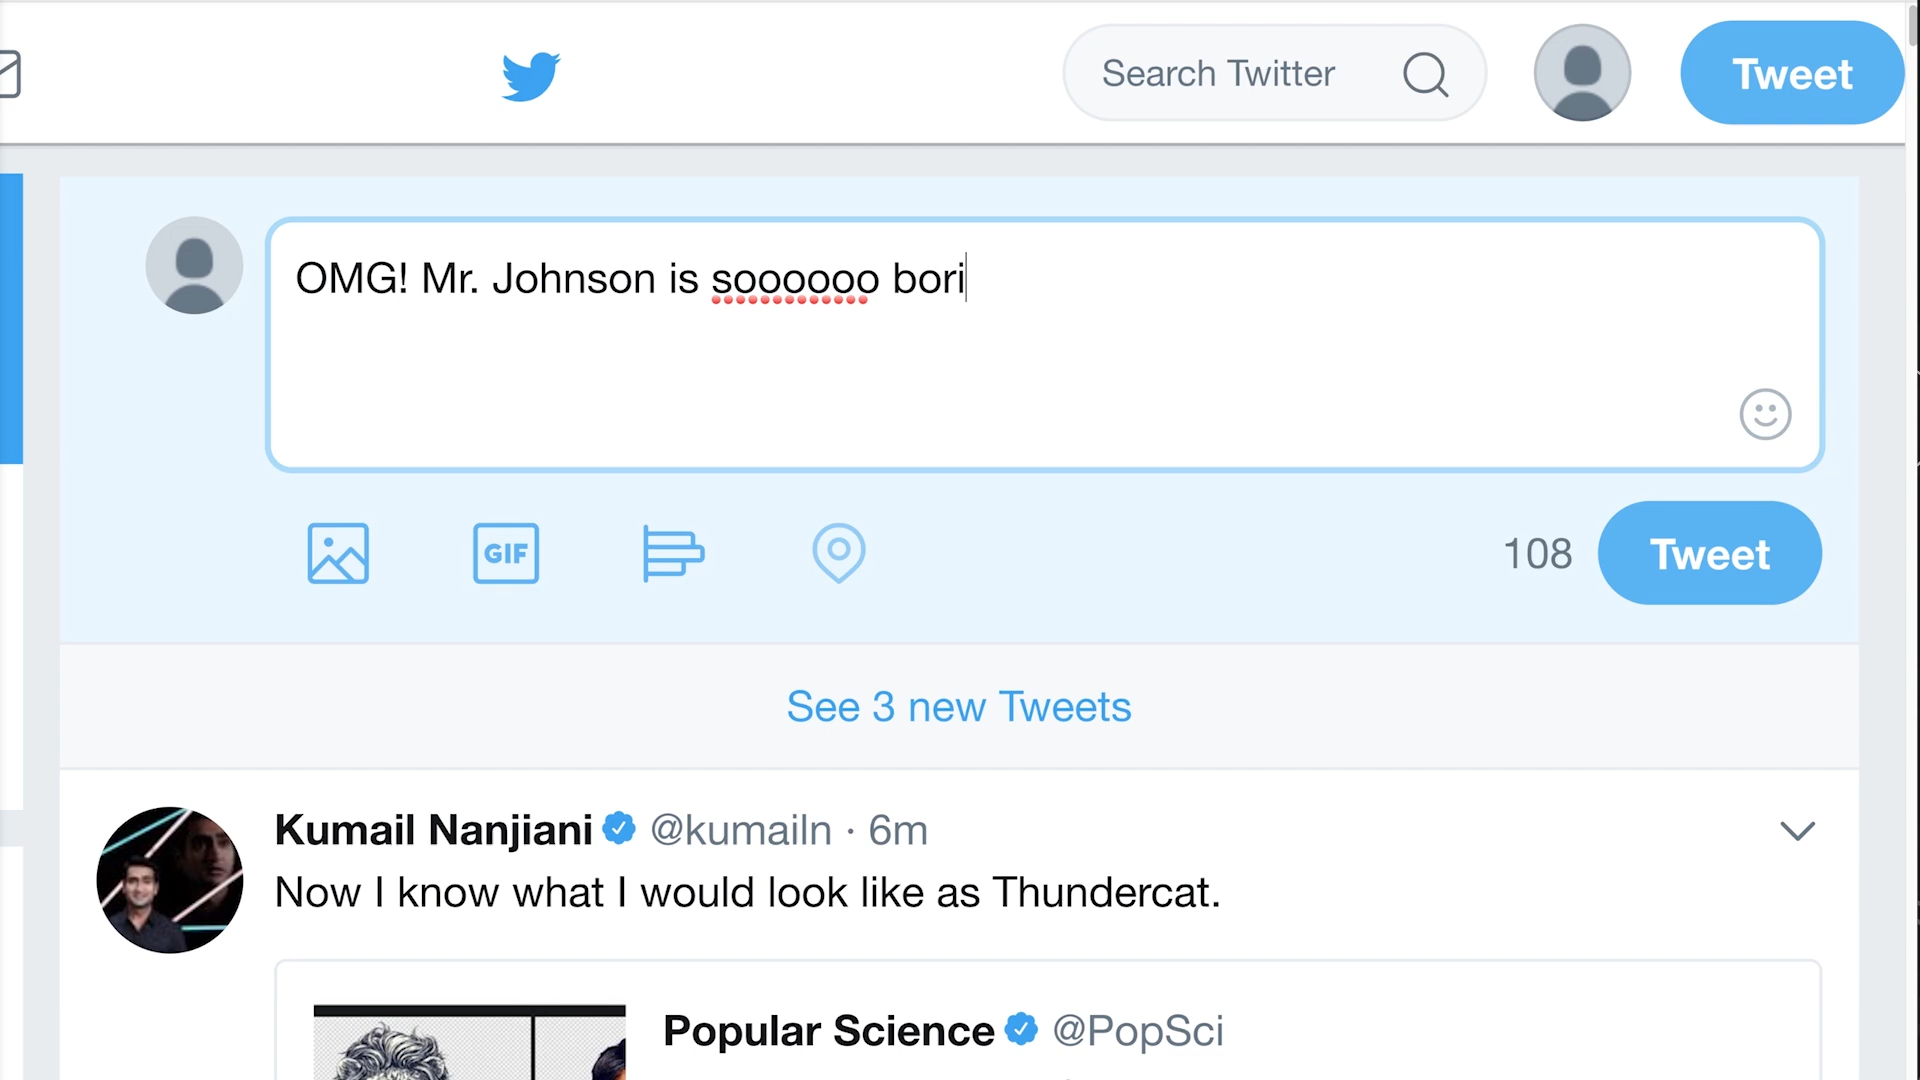 Search Twitter
Tweet
OMG! Mr. Johnson is soooooo bori
GIF
108
Tweet
See 3 new Tweets
Kumail Nanjiani @kumailn · 6m
Now I know what I would look like as Thundercat.
Popular Science @PopSci